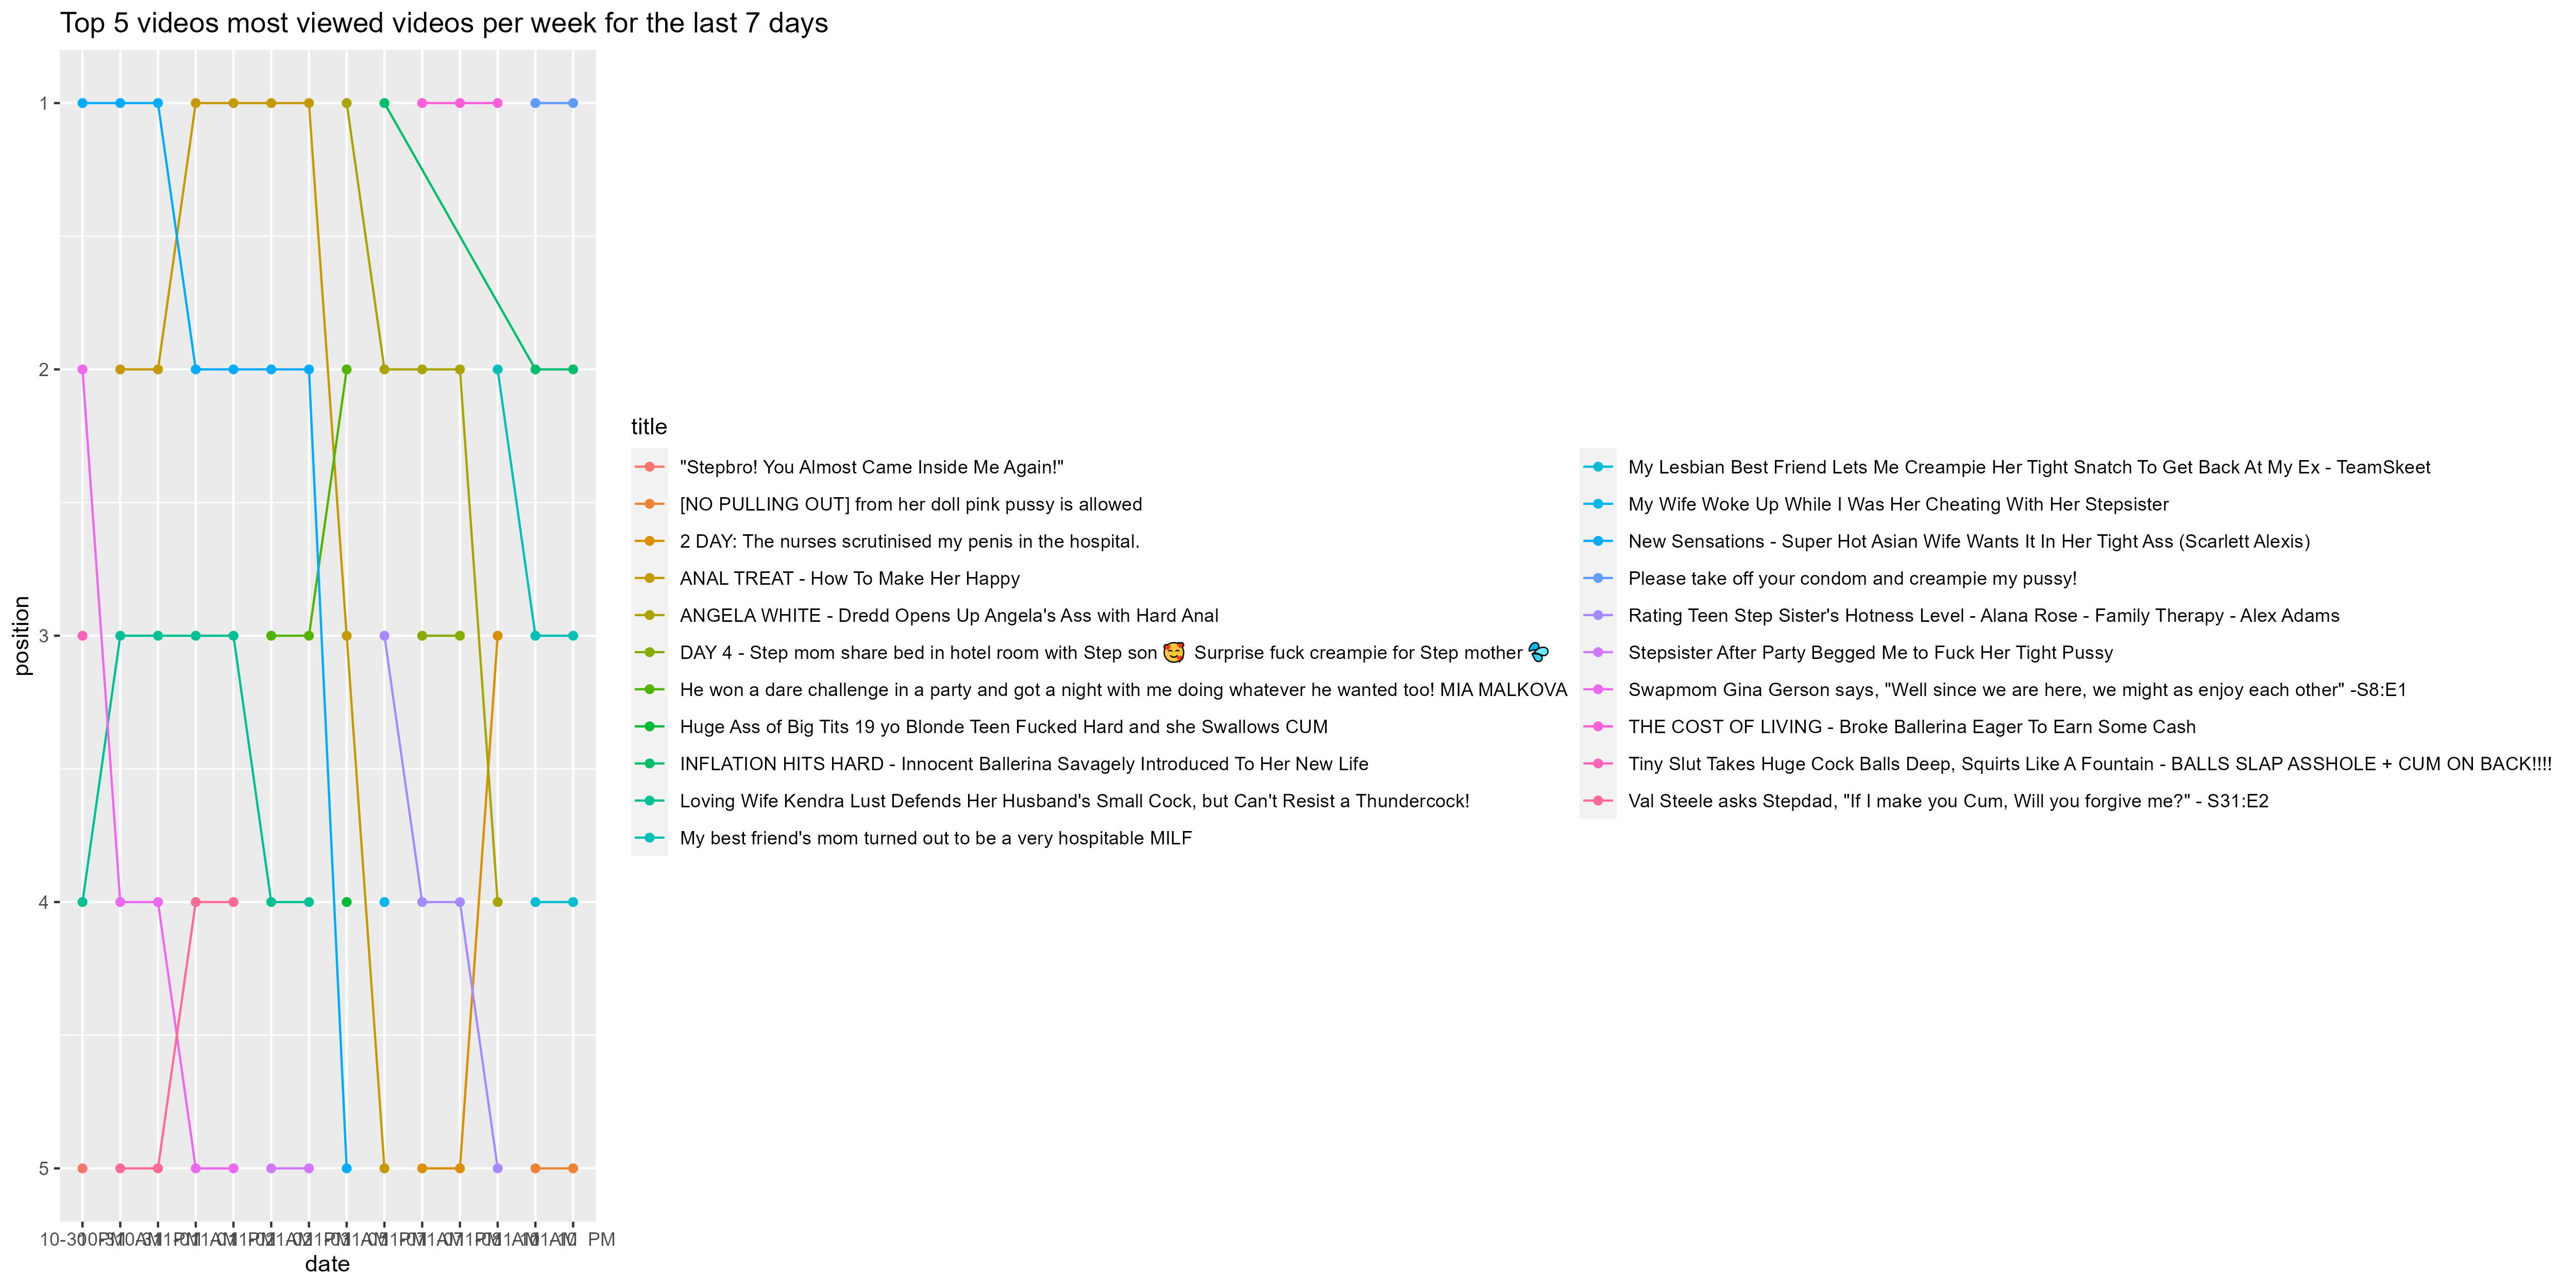 Top 5 videos most viewed videos per week for the last 7 days
position
1
2
3
4
5
date
title
"Stepbro! You Almost Came Inside Me Again!"
[NO PULLING OUT] from her doll pink pussy is allowed
2 DAY: The nurses scrutinised my penis in the hospital.
ANAL TREAT - How To Make Her Happy
ANGELA WHITE - Dredd Opens Up Angela's Ass with Hard Anal
DAY 4 - Step mom share bed in hotel room with Step son 🥰 Surprise fuck creampie for Step mother 💦
He won a dare challenge in a party and got a night with me doing whatever he wanted too! MIA MALKOVA
Huge Ass of Big Tits 19 yo Blonde Teen Fucked Hard and she Swallows CUM
INFLATION HITS HARD - Innocent Ballerina Savagely Introduced To Her New Life
Loving Wife Kendra Lust Defends Her Husband's Small Cock, but Can't Resist a Thundercock!
My best friend's mom turned out to be a very hospitable MILF
My Lesbian Best Friend Lets Me Creampie Her Tight Snatch To Get Back At My Ex - TeamSkeet
My Wife Woke Up While I Was Her Cheating With Her Stepsister
New Sensations - Super Hot Asian Wife Wants It In Her Tight Ass (Scarlett Alexis)
Please take off your condom and creampie my pussy!
Rating Teen Step Sister's Hotness Level - Alana Rose - Family Therapy - Alex Adams
Stepsister After Party Begged Me to Fuck Her Tight Pussy
Swapmom Gina Gerson says, "Well since we are here, we might as enjoy each other" -S8:E1
THE COST OF LIVING - Broke Ballerina Eager To Earn Some Cash
Tiny Slut Takes Huge Cock Balls Deep, Squirts Like A Fountain - BALLS SLAP ASSHOLE + CUM ON BACK!!!!
Val Steele asks Stepdad, "If I make you Cum, Will you forgive me?" - S31:E2